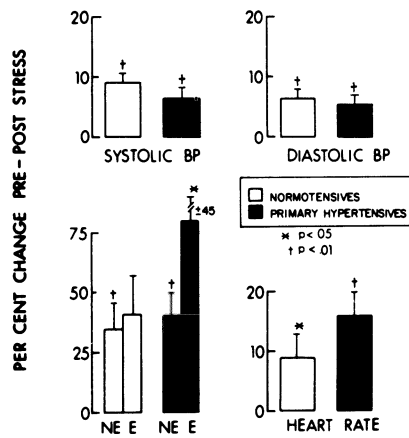 PER CENT CHANGE PRE-POST STRESS
20
10
0
†
†
SYSTOLIC BP
20
10
0
†
†
DIASTOLIC BP
NORMOTENSIVES
PRIMARY HYPERTENSIVES
* p<.05
† p<.01
75
50
25
0
†
†
*
±45
NE E NE E
20
10
0
*
†
HEART RATE